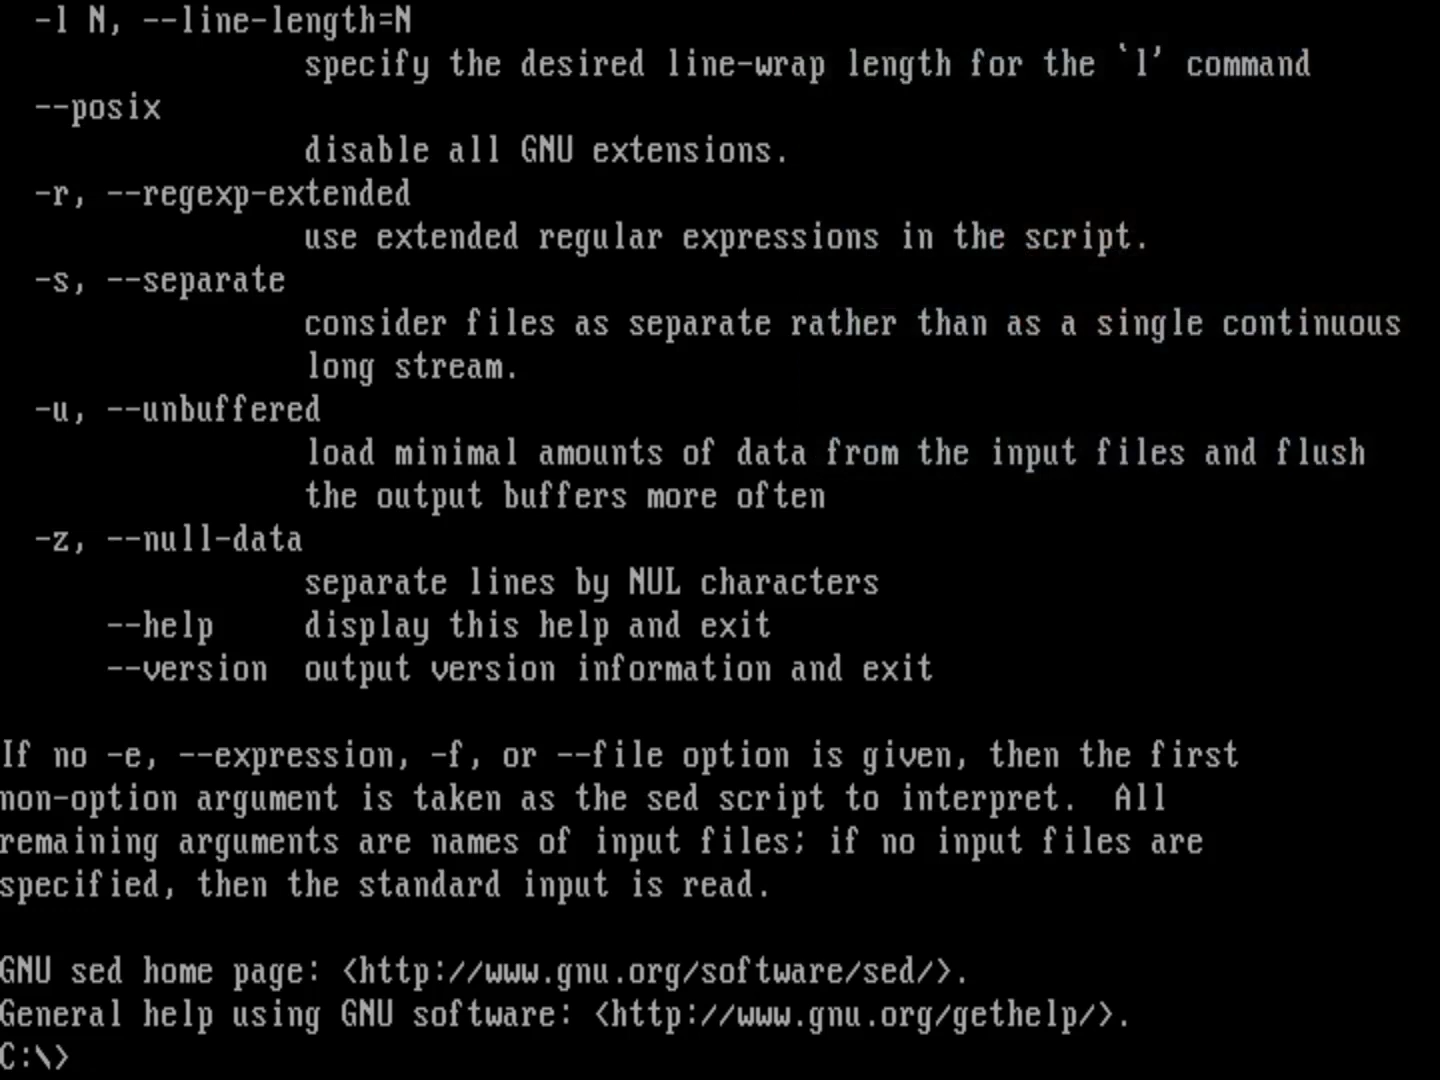 -l N, --line-length=N
specify the desired line-wrap length for the `l' command
--posix
disable all GNU extensions.
-r, --regexp-extended
use extended regular expressions in the script.
-s, --separate
consider files as separate rather than as a single continuous
long stream.
-u, --unbuffered
load minimal amounts of data from the input files and flush
the output buffers more often
-z, --null-data
separate lines by NUL characters
--help     display this help and exit
--version  output version information and exit
If no -e, --expression, -f, or --file option is given, then the first
non-option argument is taken as the sed script to interpret.  All
remaining arguments are names of input files; if no input files are
specified, then the standard input is read.
GNU sed home page: <http://www.gnu.org/software/sed/>.
General help using GNU software: <http://www.gnu.org/gethelp/>.
C:\>